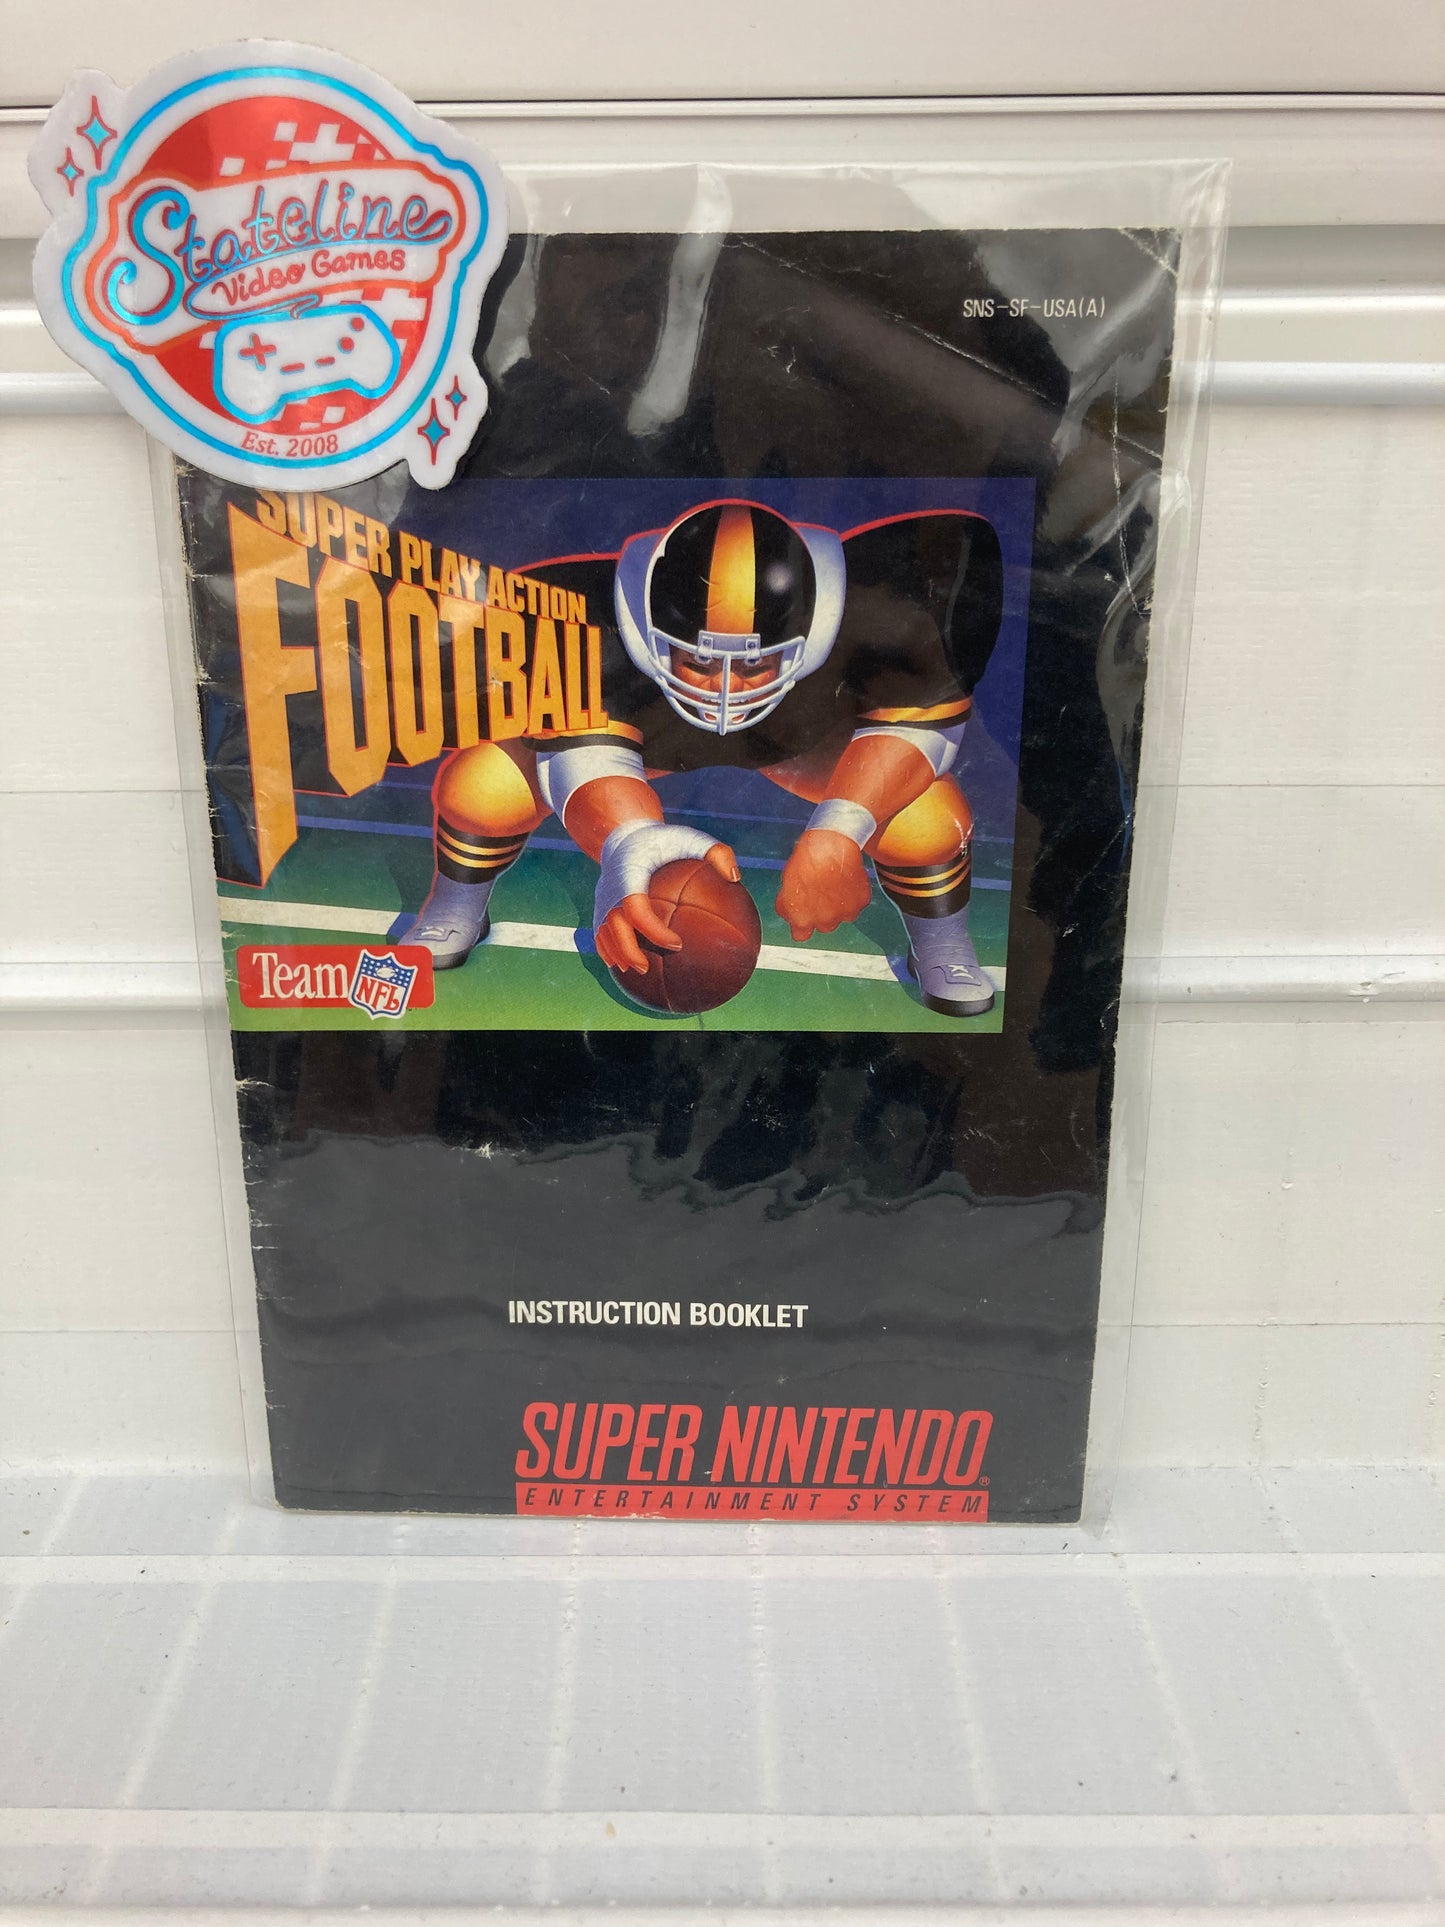 Stateline
Video Games
Est. 2008
SNS-SF-USA(A)
SUPER PLAY ACTION
FOOTBALL
Team NFL
INSTRUCTION BOOKLET
SUPER NINTENDO®
ENTERTAINMENT SYSTEM